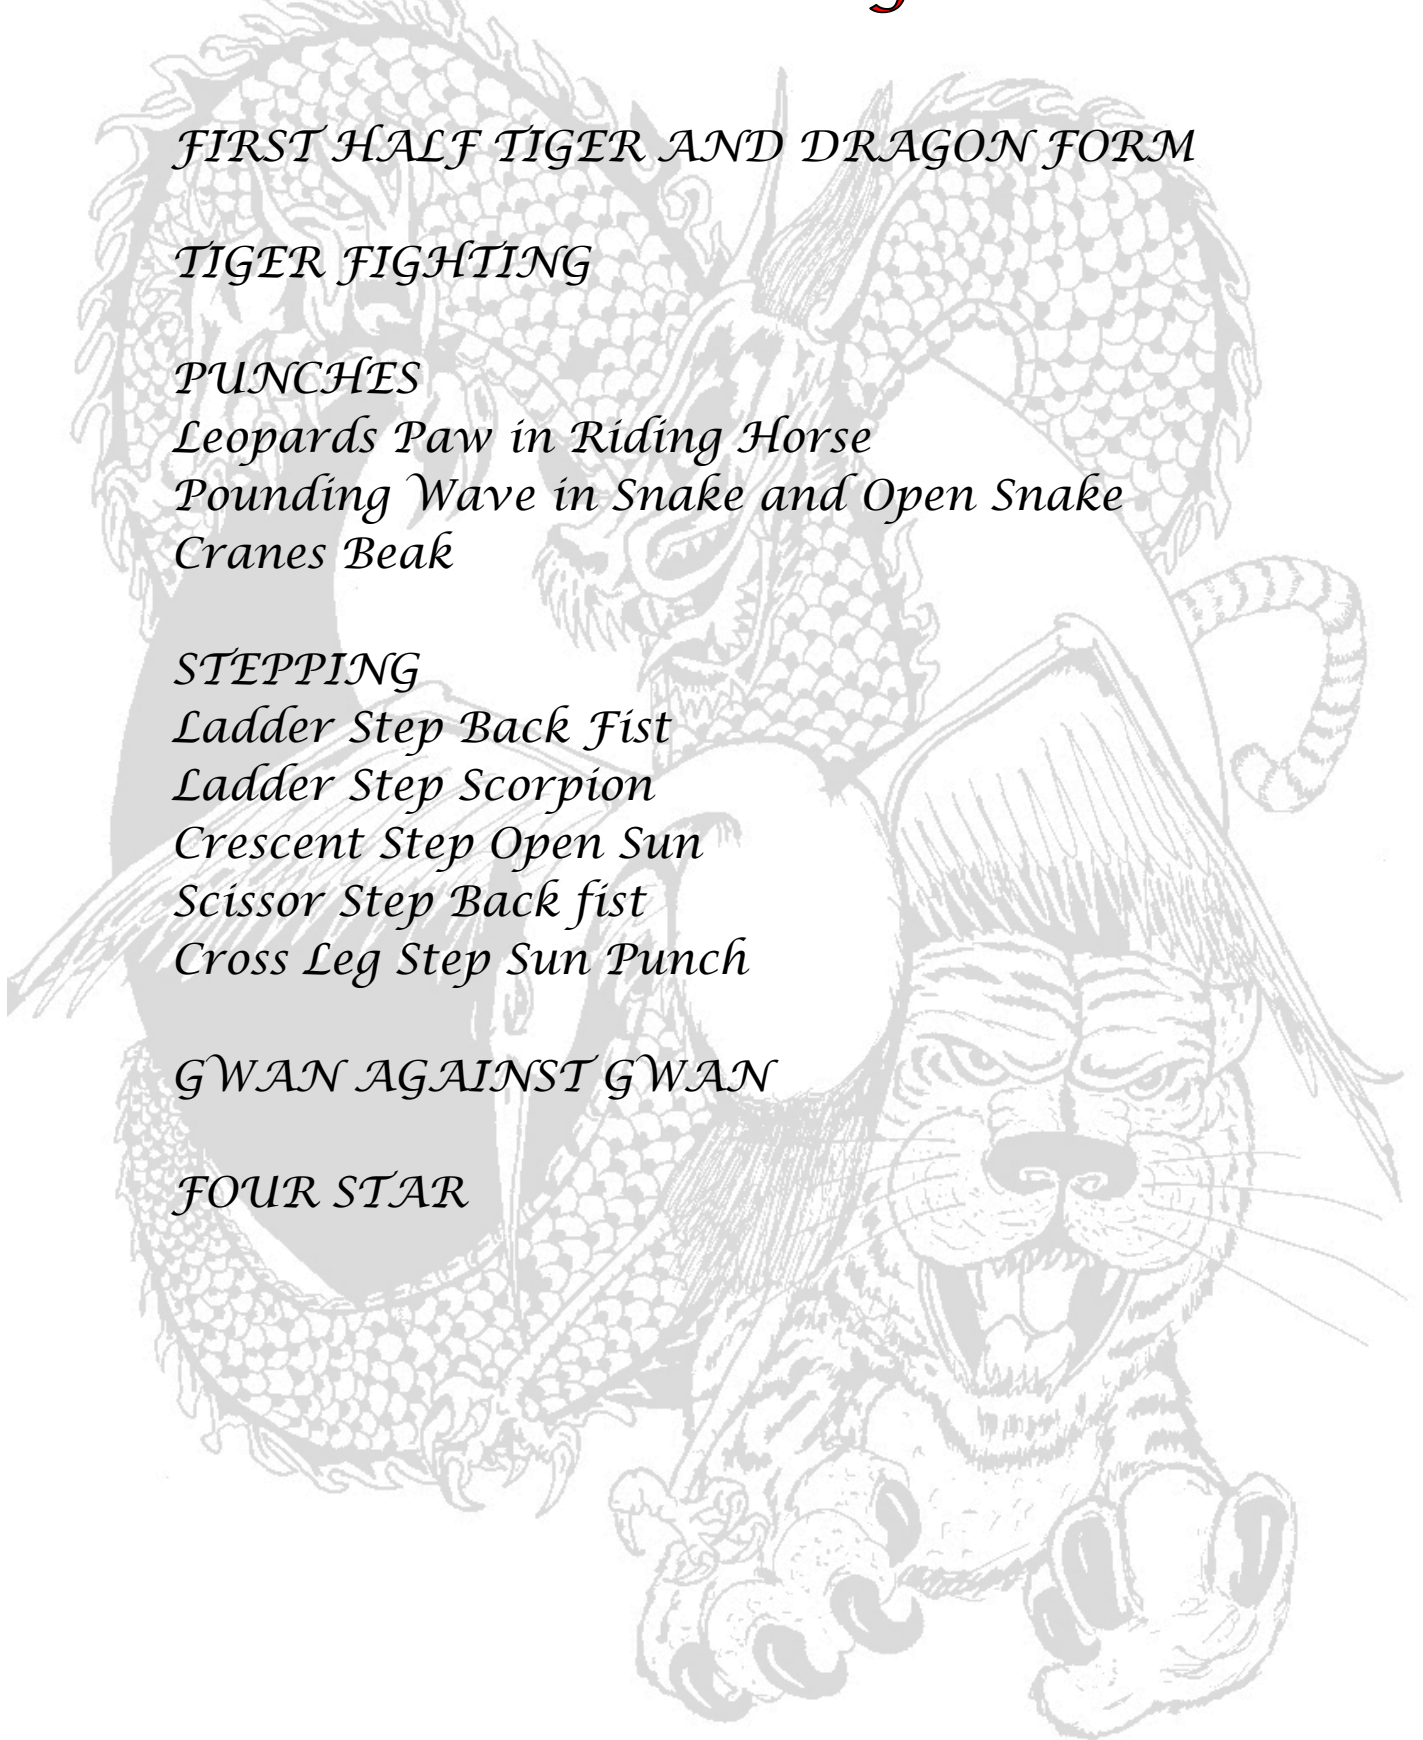 FIRST HALF TIGER AND DRAGON FORM
TIGER FIGHTING
PUNCHES
Leopards Paw in Riding Horse
Pounding Wave in Snake and Open Snake
Cranes Beak
STEPPING
Ladder Step Back Fist
Ladder Step Scorpion
Crescent Step Open Sun
Scissor Step Back fist
Cross Leg Step Sun Punch
GWAN AGAINST GWAN
FOUR STAR